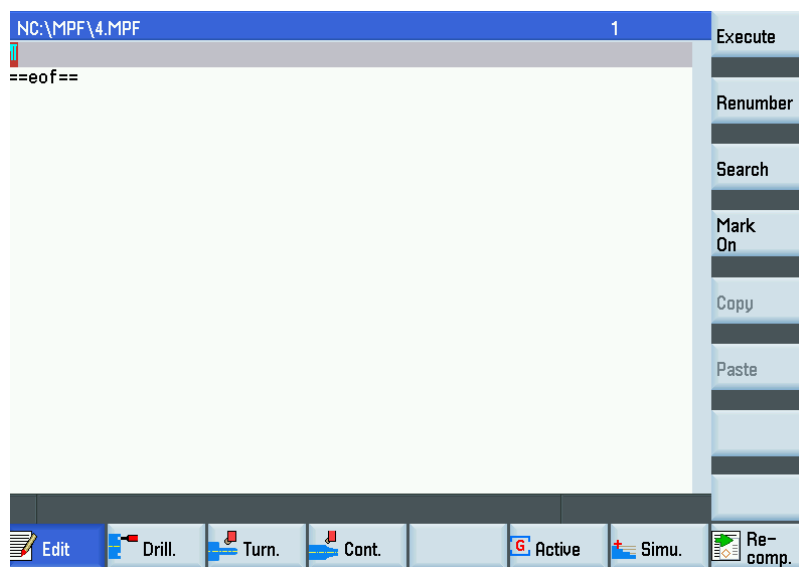 NC:\MPF\4.MPF 1
==eof==
Execute
Renumber
Search
Mark
On
Copy
Paste
Edit
Drill.
Turn.
Cont.
G Active
Simu.
Re-
comp.